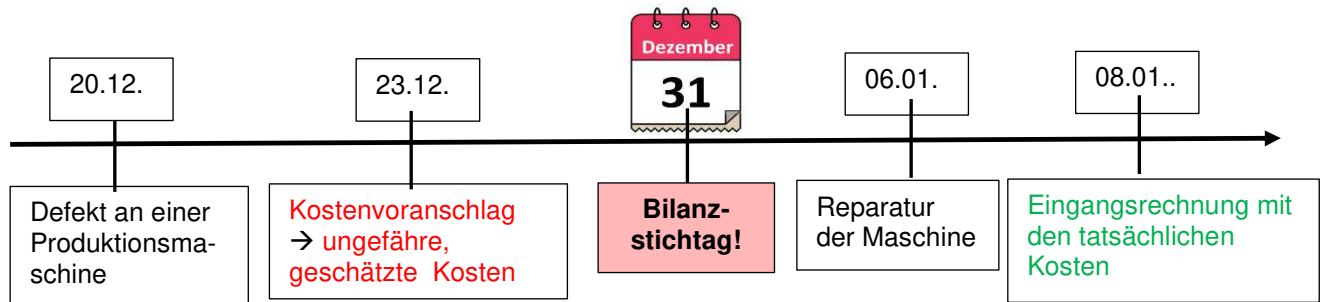 20.12.
23.12.
Dezember
31
06.01.
08.01..
Defekt an einer
Produktionsma-
schine
Kostenvoranschlag
→ ungefähre,
geschätzte Kosten
Bilanz-
stichtag!
Reparatur
der Maschine
Eingangsrechnung mit
den tatsächlichen
Kosten